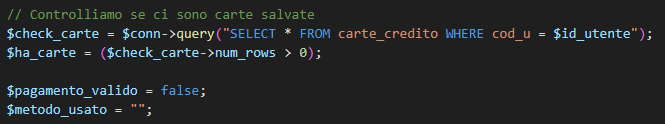 // Controlliamo se ci sono carte salvate
$check_carte = $conn->query("SELECT * FROM carte_credito WHERE cod_u = $id_utente");
$ha_carte = ($check_carte->num_rows > 0);
$pagamento_valido = false;
$metodo_usato = "";